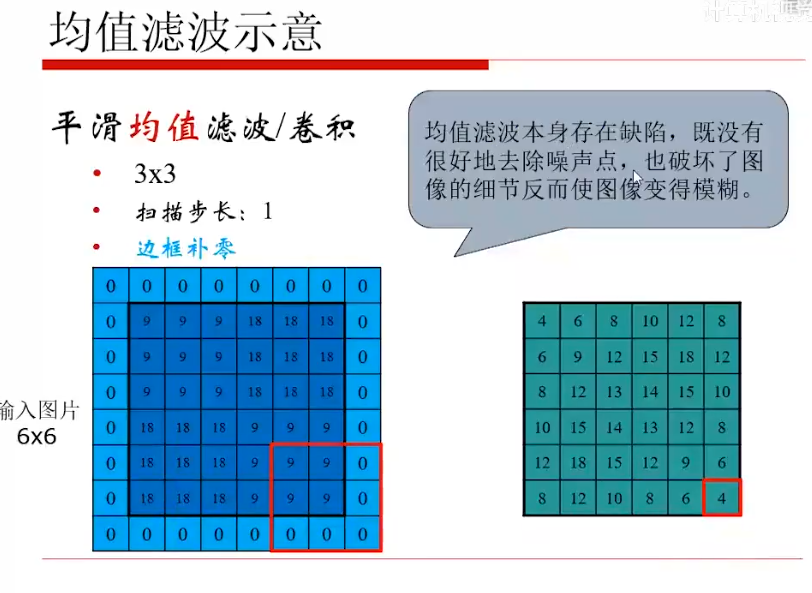 均值滤波示意
平滑均值滤波/卷积
• 3x3
• 扫描步长：1
• 边框补零
均值滤波本身存在缺陷，既没有
很好地去除噪声点，也破坏了图
像的细节反而使图像变得模糊。
输入图片
6x6
0 0 0 0 0 0 0 0
0 9 9 9 18 18 18 0
0 9 9 9 18 18 18 0
0 9 9 9 18 18 18 0
0 18 18 18 9 9 9 0
0 18 18 18 9 9 9 0
0 18 18 18 9 9 9 0
0 0 0 0 0 0 0 0
4 6 8 10 12 8
6 9 12 15 18 12
8 12 13 14 15 10
10 15 14 13 12 8
12 18 15 12 9 6
8 12 10 8 6 4